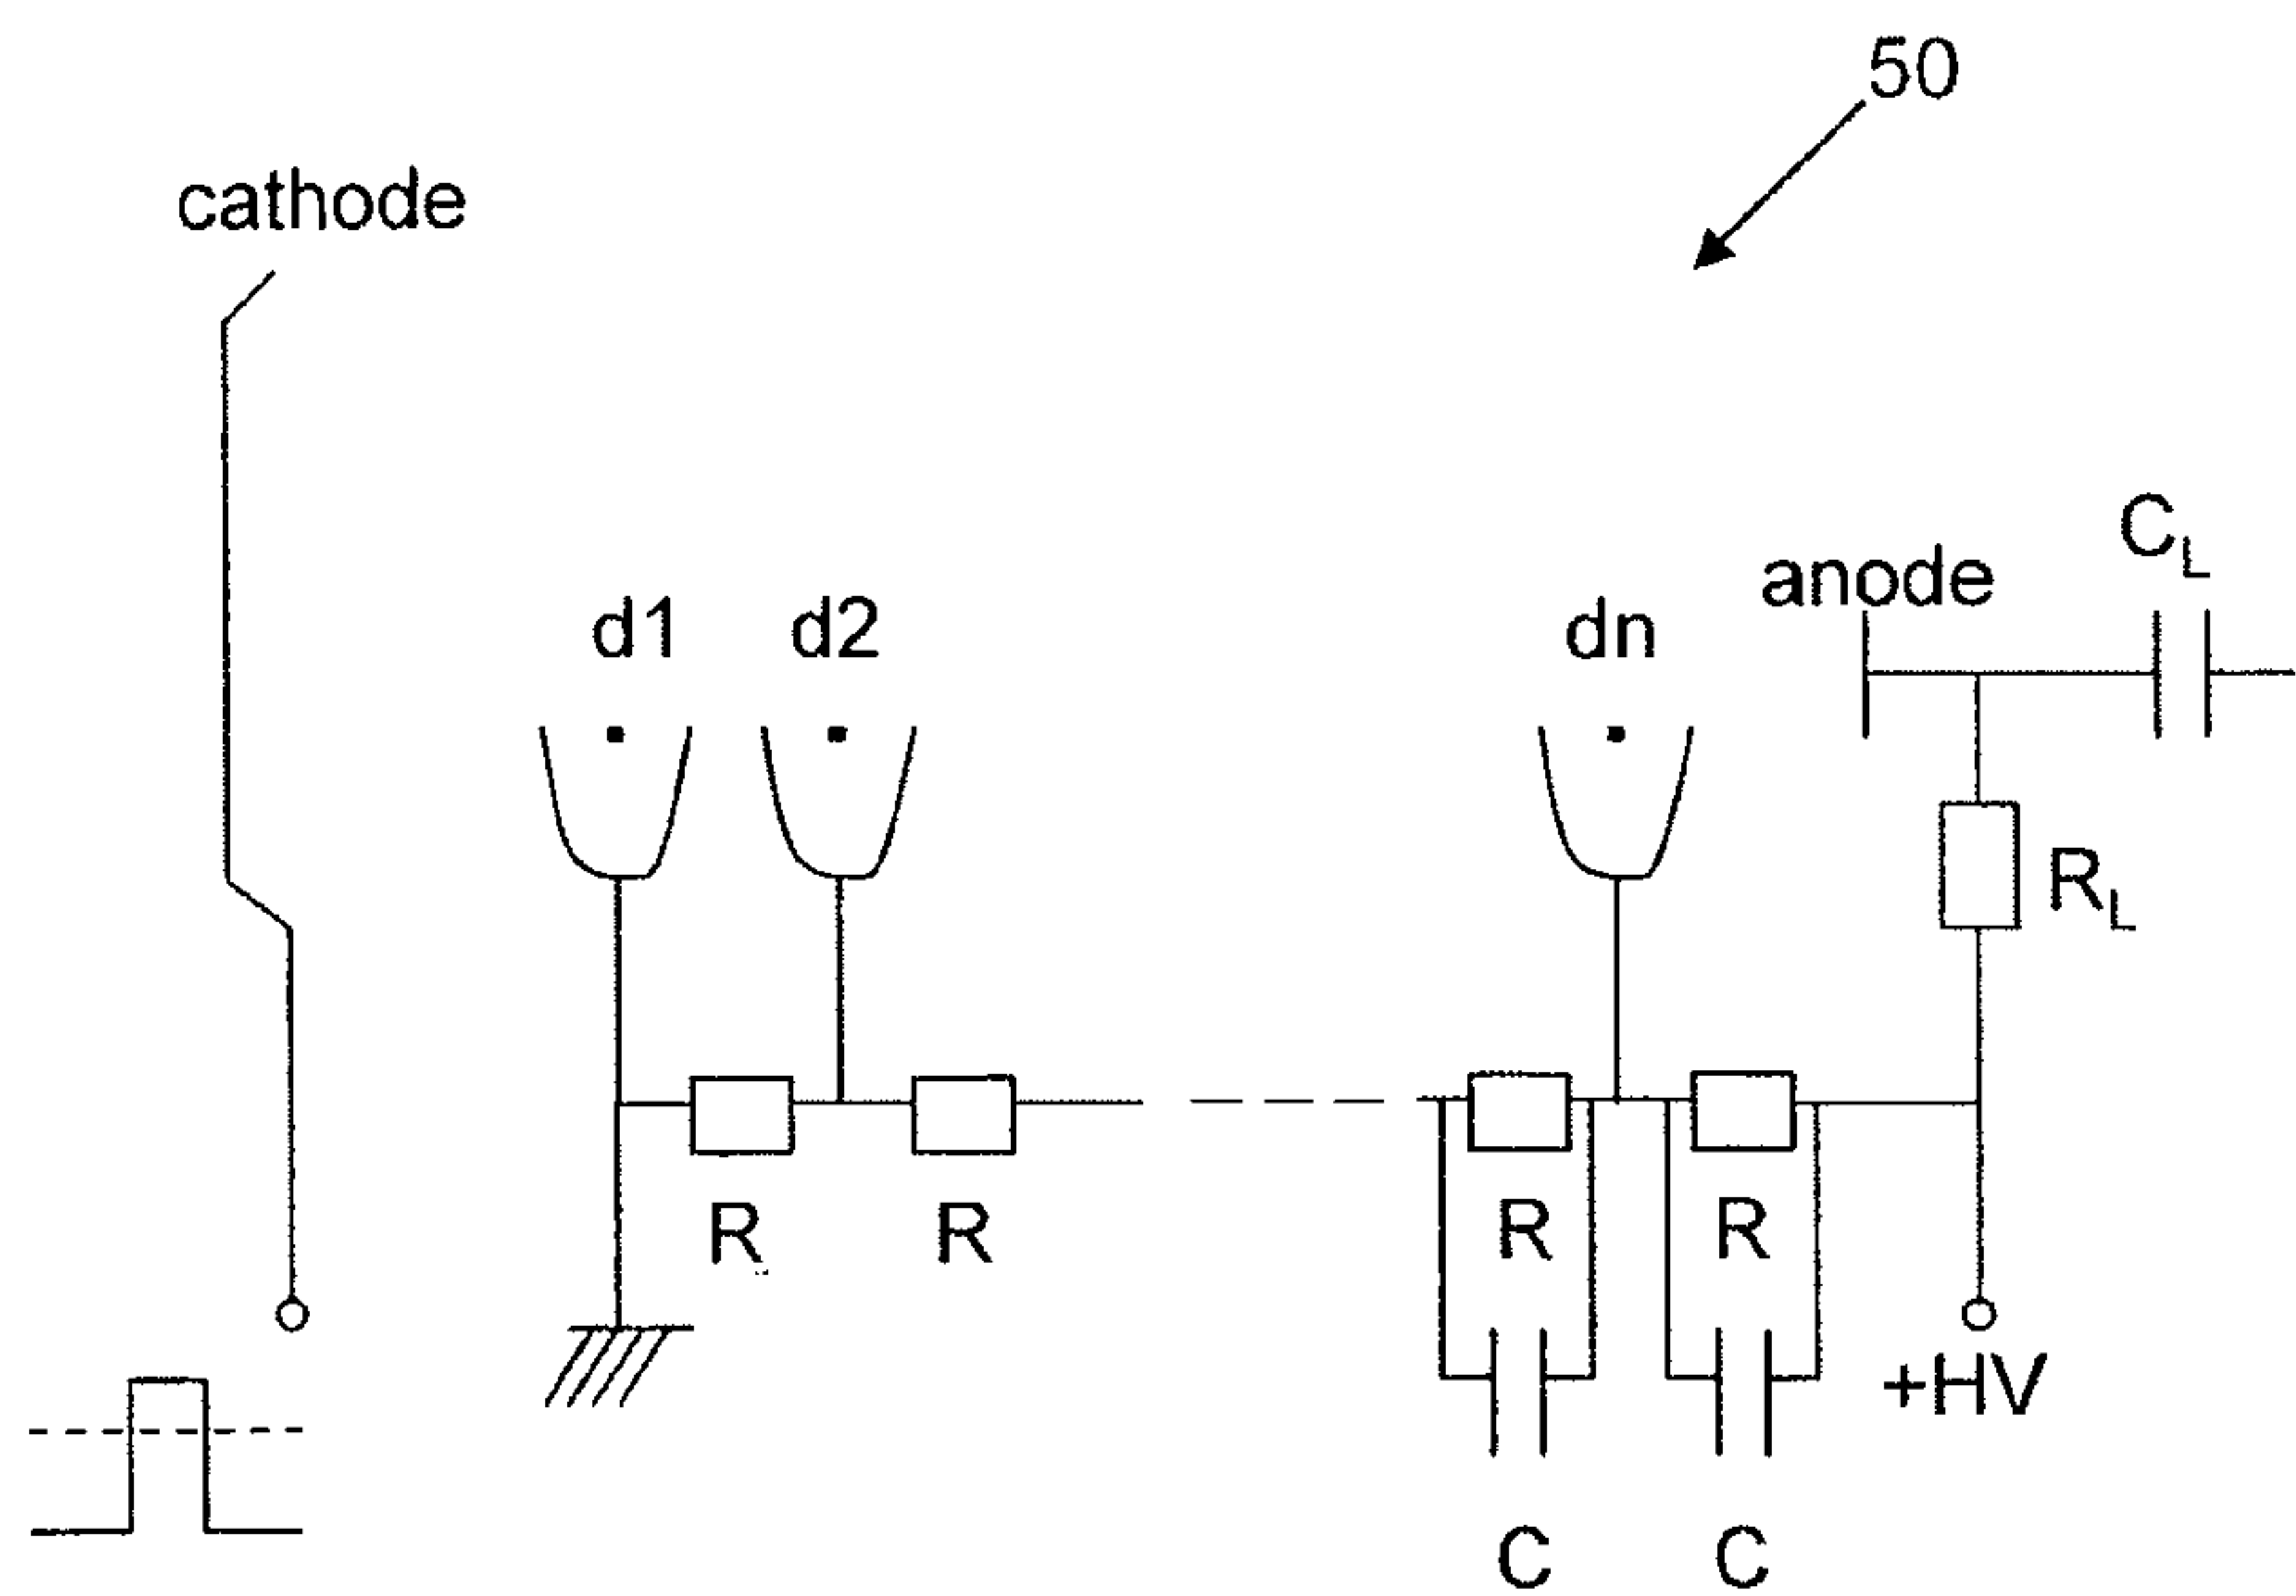 50
cathode
C_L
anode
d1 d2 dn
R_L
R R R R
+HV
C C